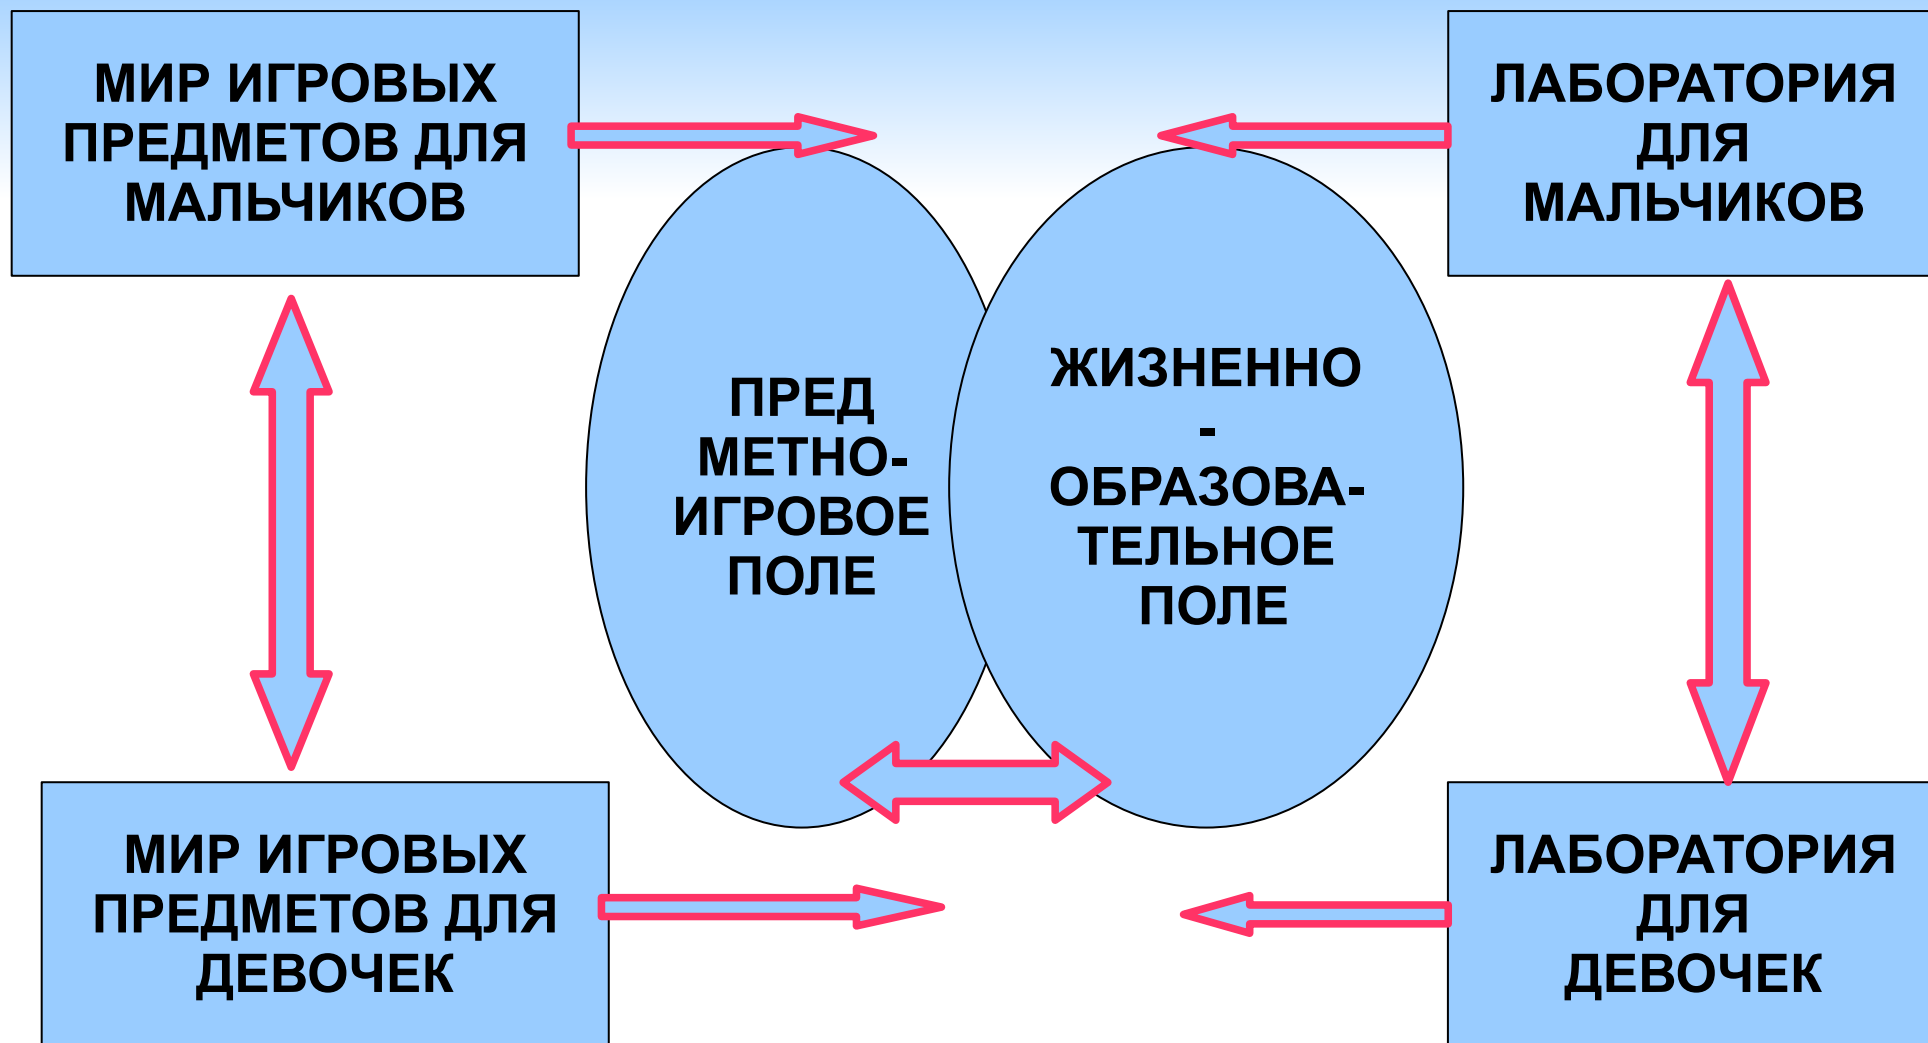 МИР ИГРОВЫХ
ПРЕДМЕТОВ ДЛЯ
МАЛЬЧИКОВ
ЛАБОРАТОРИЯ
ДЛЯ
МАЛЬЧИКОВ
ПРЕД
МЕТНО-
ИГРОВОЕ
ПОЛЕ
ЖИЗНЕННО
-
ОБРАЗОВА-
ТЕЛЬНОЕ
ПОЛЕ
МИР ИГРОВЫХ
ПРЕДМЕТОВ ДЛЯ
ДЕВОЧЕК
ЛАБОРАТОРИЯ
ДЛЯ
ДЕВОЧЕК